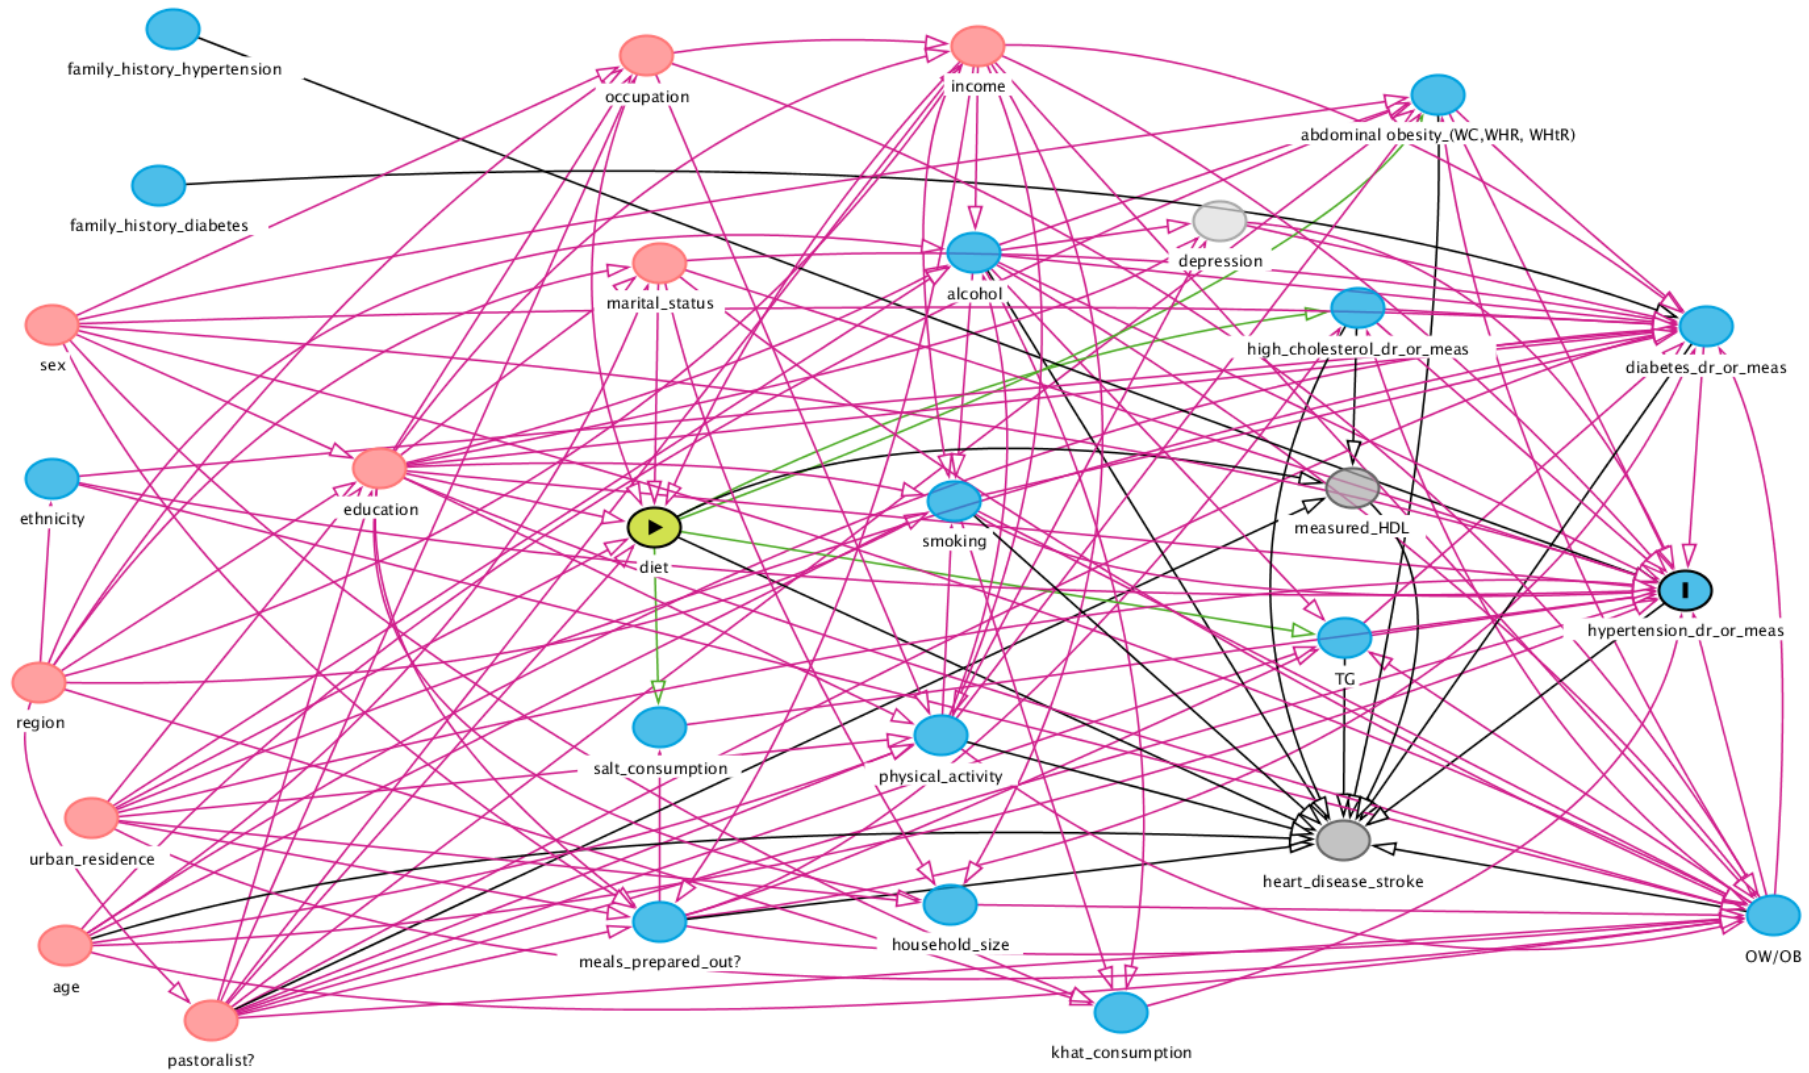 family_history_hypertension
occupation
income
abdominal obesity_(WC,WHR, WHtR)
family_history_diabetes
depression
marital_status
alcohol
high_cholesterol_dr_or_meas
sex
diabetes_dr_or_meas
education
ethnicity
measured_HDL
smoking
diet
hypertension_dr_or_meas
TG
region
salt_consumption
physical_activity
urban_residence
heart_disease_stroke
household_size
meals_prepared_out?
OW/OB
age
khat_consumption
pastoralist?